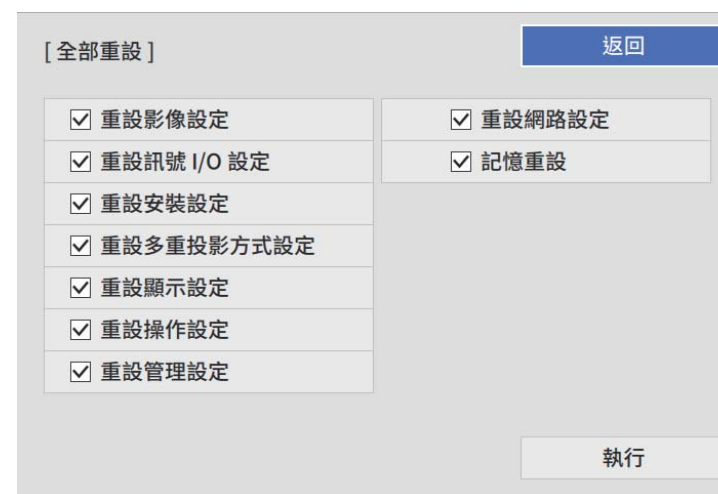 [ 全部重設 ]
返回
重設影像設定
重設訊號 I/O 設定
重設安裝設定
重設多重投影方式設定
重設顯示設定
重設操作設定
重設管理設定
重設網路設定
記憶重設
執行